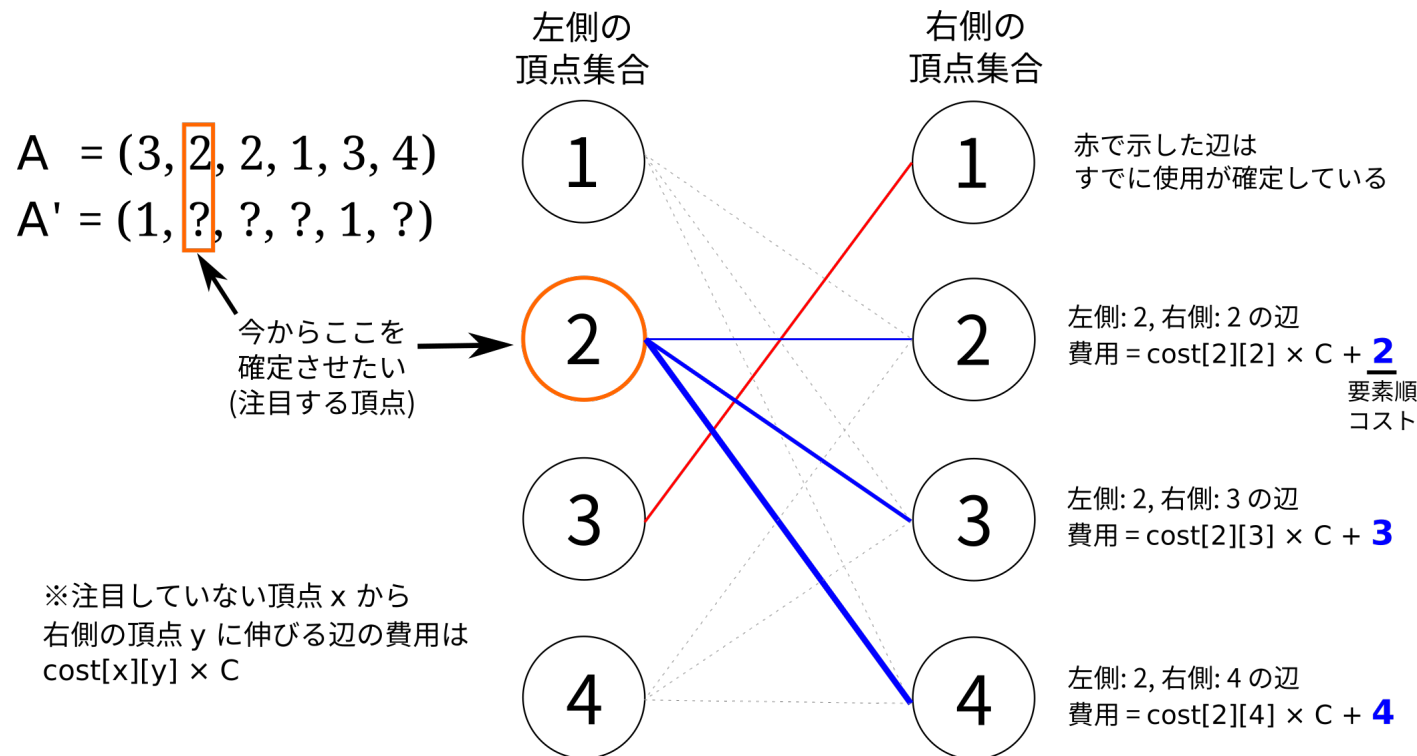 左側の
頂点集合
右側の
頂点集合
A = (3, 2, 2, 1, 3, 4)
A' = (1, ?, ?, ?, 1, ?)
今からここを
確定させたい
(注目する頂点)
※注目していない頂点 x から
右側の頂点 y に伸びる辺の費用は
cost[x][y] × C
1
2
3
4
1
2
3
4
赤で示した辺は
すでに使用が確定している
左側: 2, 右側: 2 の辺
費用 = cost[2][2] × C + 2
要素順
コスト
左側: 2, 右側: 3 の辺
費用 = cost[2][3] × C + 3
左側: 2, 右側: 4 の辺
費用 = cost[2][4] × C + 4